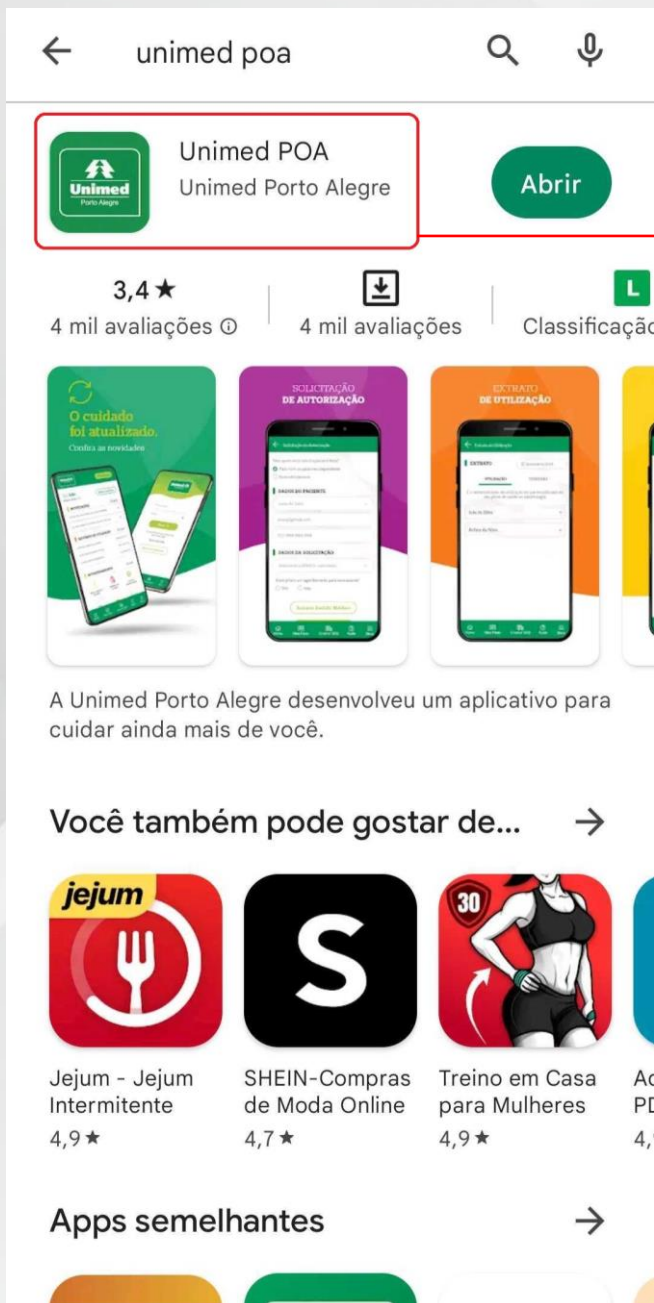 unimed poa
Unimed
Porto Alegre
Unimed POA
Unimed Porto Alegre
Abrir
3,4★
4 mil avaliações
4 mil avaliações
L
Classificação
O cuidado
foi atualizado.
Confira as novidades
SOLICITAÇÃO
DE AUTORIZAÇÃO
EXTRATO
DE UTILIZAÇÃO
EXTRATO
A Unimed Porto Alegre desenvolveu um aplicativo para
cuidar ainda mais de você.
Você também pode gostar de...
jejum
S
30
Jejum - Jejum
Intermitente
4,9★
SHEIN-Compras
de Moda Online
4,7★
Treino em Casa
para Mulheres
4,9★
Apps semelhantes